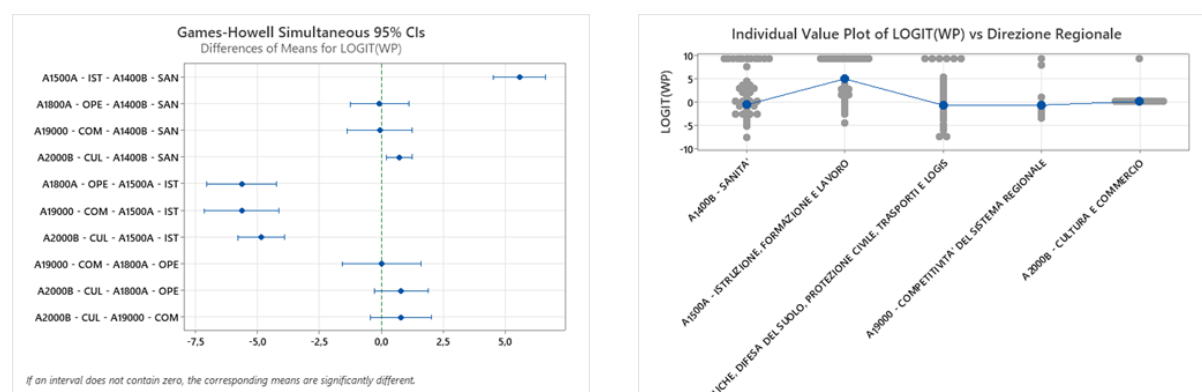 Games-Howell Simultaneous 95% CIs
Differences of Means for LOGIT(WP)
A1500A - IST - A1400B - SAN
A1800A - OPE - A1400B - SAN
A19000 - COM - A1400B - SAN
A2000B - CUL - A1400B - SAN
A1800A - OPE - A1500A - IST
A19000 - COM - A1500A - IST
A2000B - CUL - A1500A - IST
A19000 - COM - A1800A - OPE
A2000B - CUL - A1800A - OPE
A2000B - CUL - A19000 - COM
-7,5 -5,0 -2,5 0,0 2,5 5,0
If an interval does not contain zero, the corresponding means are significantly different.
Individual Value Plot of LOGIT(WP) vs Direzione Regionale
LOGIT(WP)
10
5
0
-5
-10
A1400B - SANITA'
A1500A - ISTRUZIONE, FORMAZIONE E LAVORO
LICHE, DIFESA DEL SUOLO, PROTEZIONE CIVILE, TRASPORTI E LOGIS
A19000 - COMPETITIVITA' DEL SISTEMA REGIONALE
A2000B - CULTURA E COMMERCIO